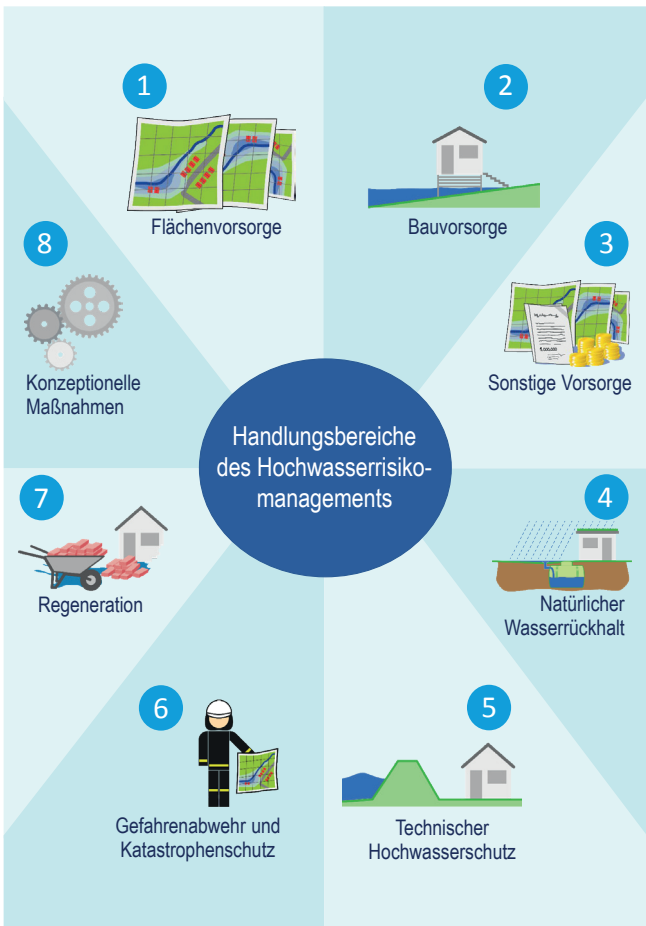 1
Flächenvorsorge
2
Bauvorsorge
3
Sonstige Vorsorge
4
Natürlicher
Wasserrückhalt
5
Technischer
Hochwasserschutz
6
Gefahrenabwehr und
Katastrophenschutz
7
Regeneration
8
Konzeptionelle
Maßnahmen
Handlungsbereiche
des Hochwasserrisiko-
managements